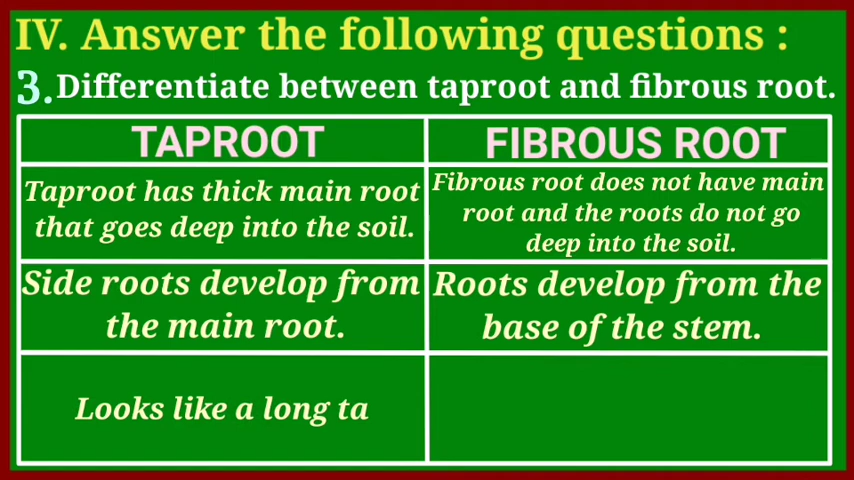 IV. Answer the following questions :
3. Differentiate between taproot and fibrous root.
TAPROOT
FIBROUS ROOT
Taproot has thick main root
that goes deep into the soil.
Fibrous root does not have main
root and the roots do not go
deep into the soil.
Side roots develop from
the main root.
Roots develop from the
base of the stem.
Looks like a long ta